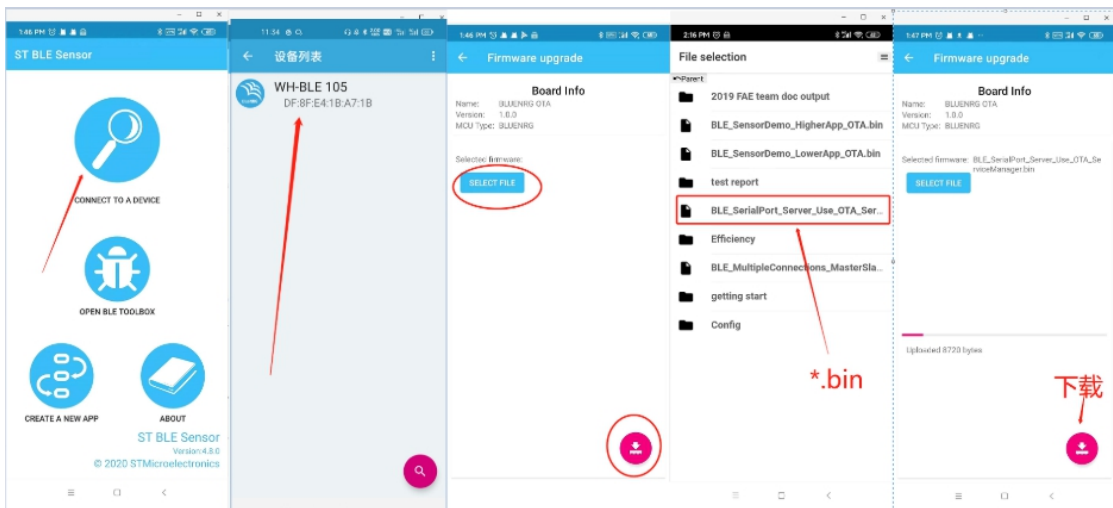 1:46 PM
ST BLE Sensor
CONNECT TO A DEVICE
OPEN BLE TOOLBOX
CREATE A NEW APP
ABOUT
ST BLE Sensor
Version:4.8.0
© 2020 STMicroelectronics
11:34
设备列表
WH-BLE 105
DF:8F:E4:1B:A7:1B
1:46 PM
Firmware upgrade
Board Info
Name: BLUENRG OTA
Version: 1.0.0
MCU Type: BLUENRG
Selected firmware:
SELECT FILE
2:16 PM
File selection
Parent
2019 FAE team doc output
BLE_SensorDemo_HigherApp_OTA.bin
BLE_SensorDemo_LowerApp_OTA.bin
test report
BLE_SerialPort_Server_Use_OTA_Ser...
Efficiency
BLE_MultipleConnections_MasterSla...
getting start
Config
*.bin
1:47 PM
Firmware upgrade
Board Info
Name: BLUENRG OTA
Version: 1.0.0
MCU Type: BLUENRG
Selected firmware: BLE_SerialPort_Server_Use_OTA_Se
rviceManager.bin
SELECT FILE
Uploaded 8720 bytes
下载